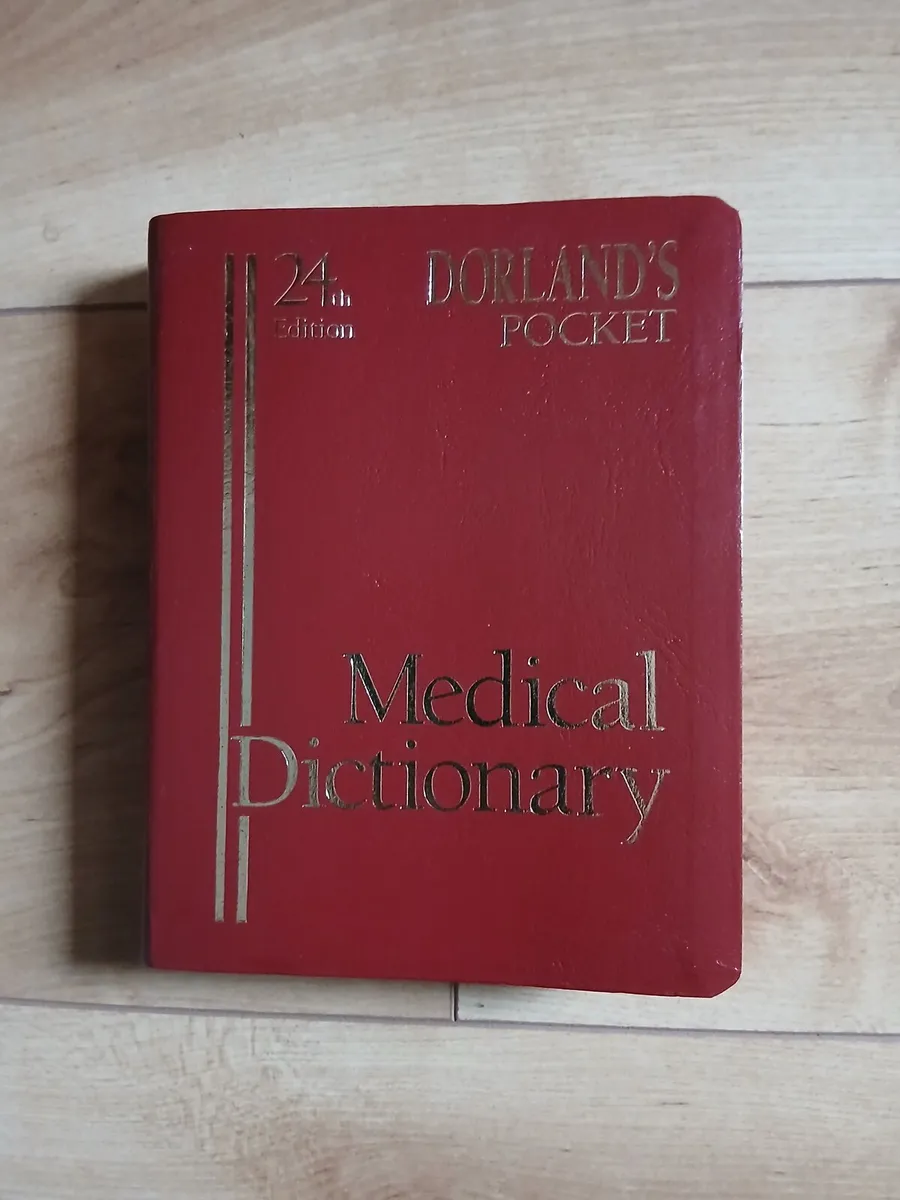 24th
Edition
DORLAND'S
POCKET
Medical
Dictionary